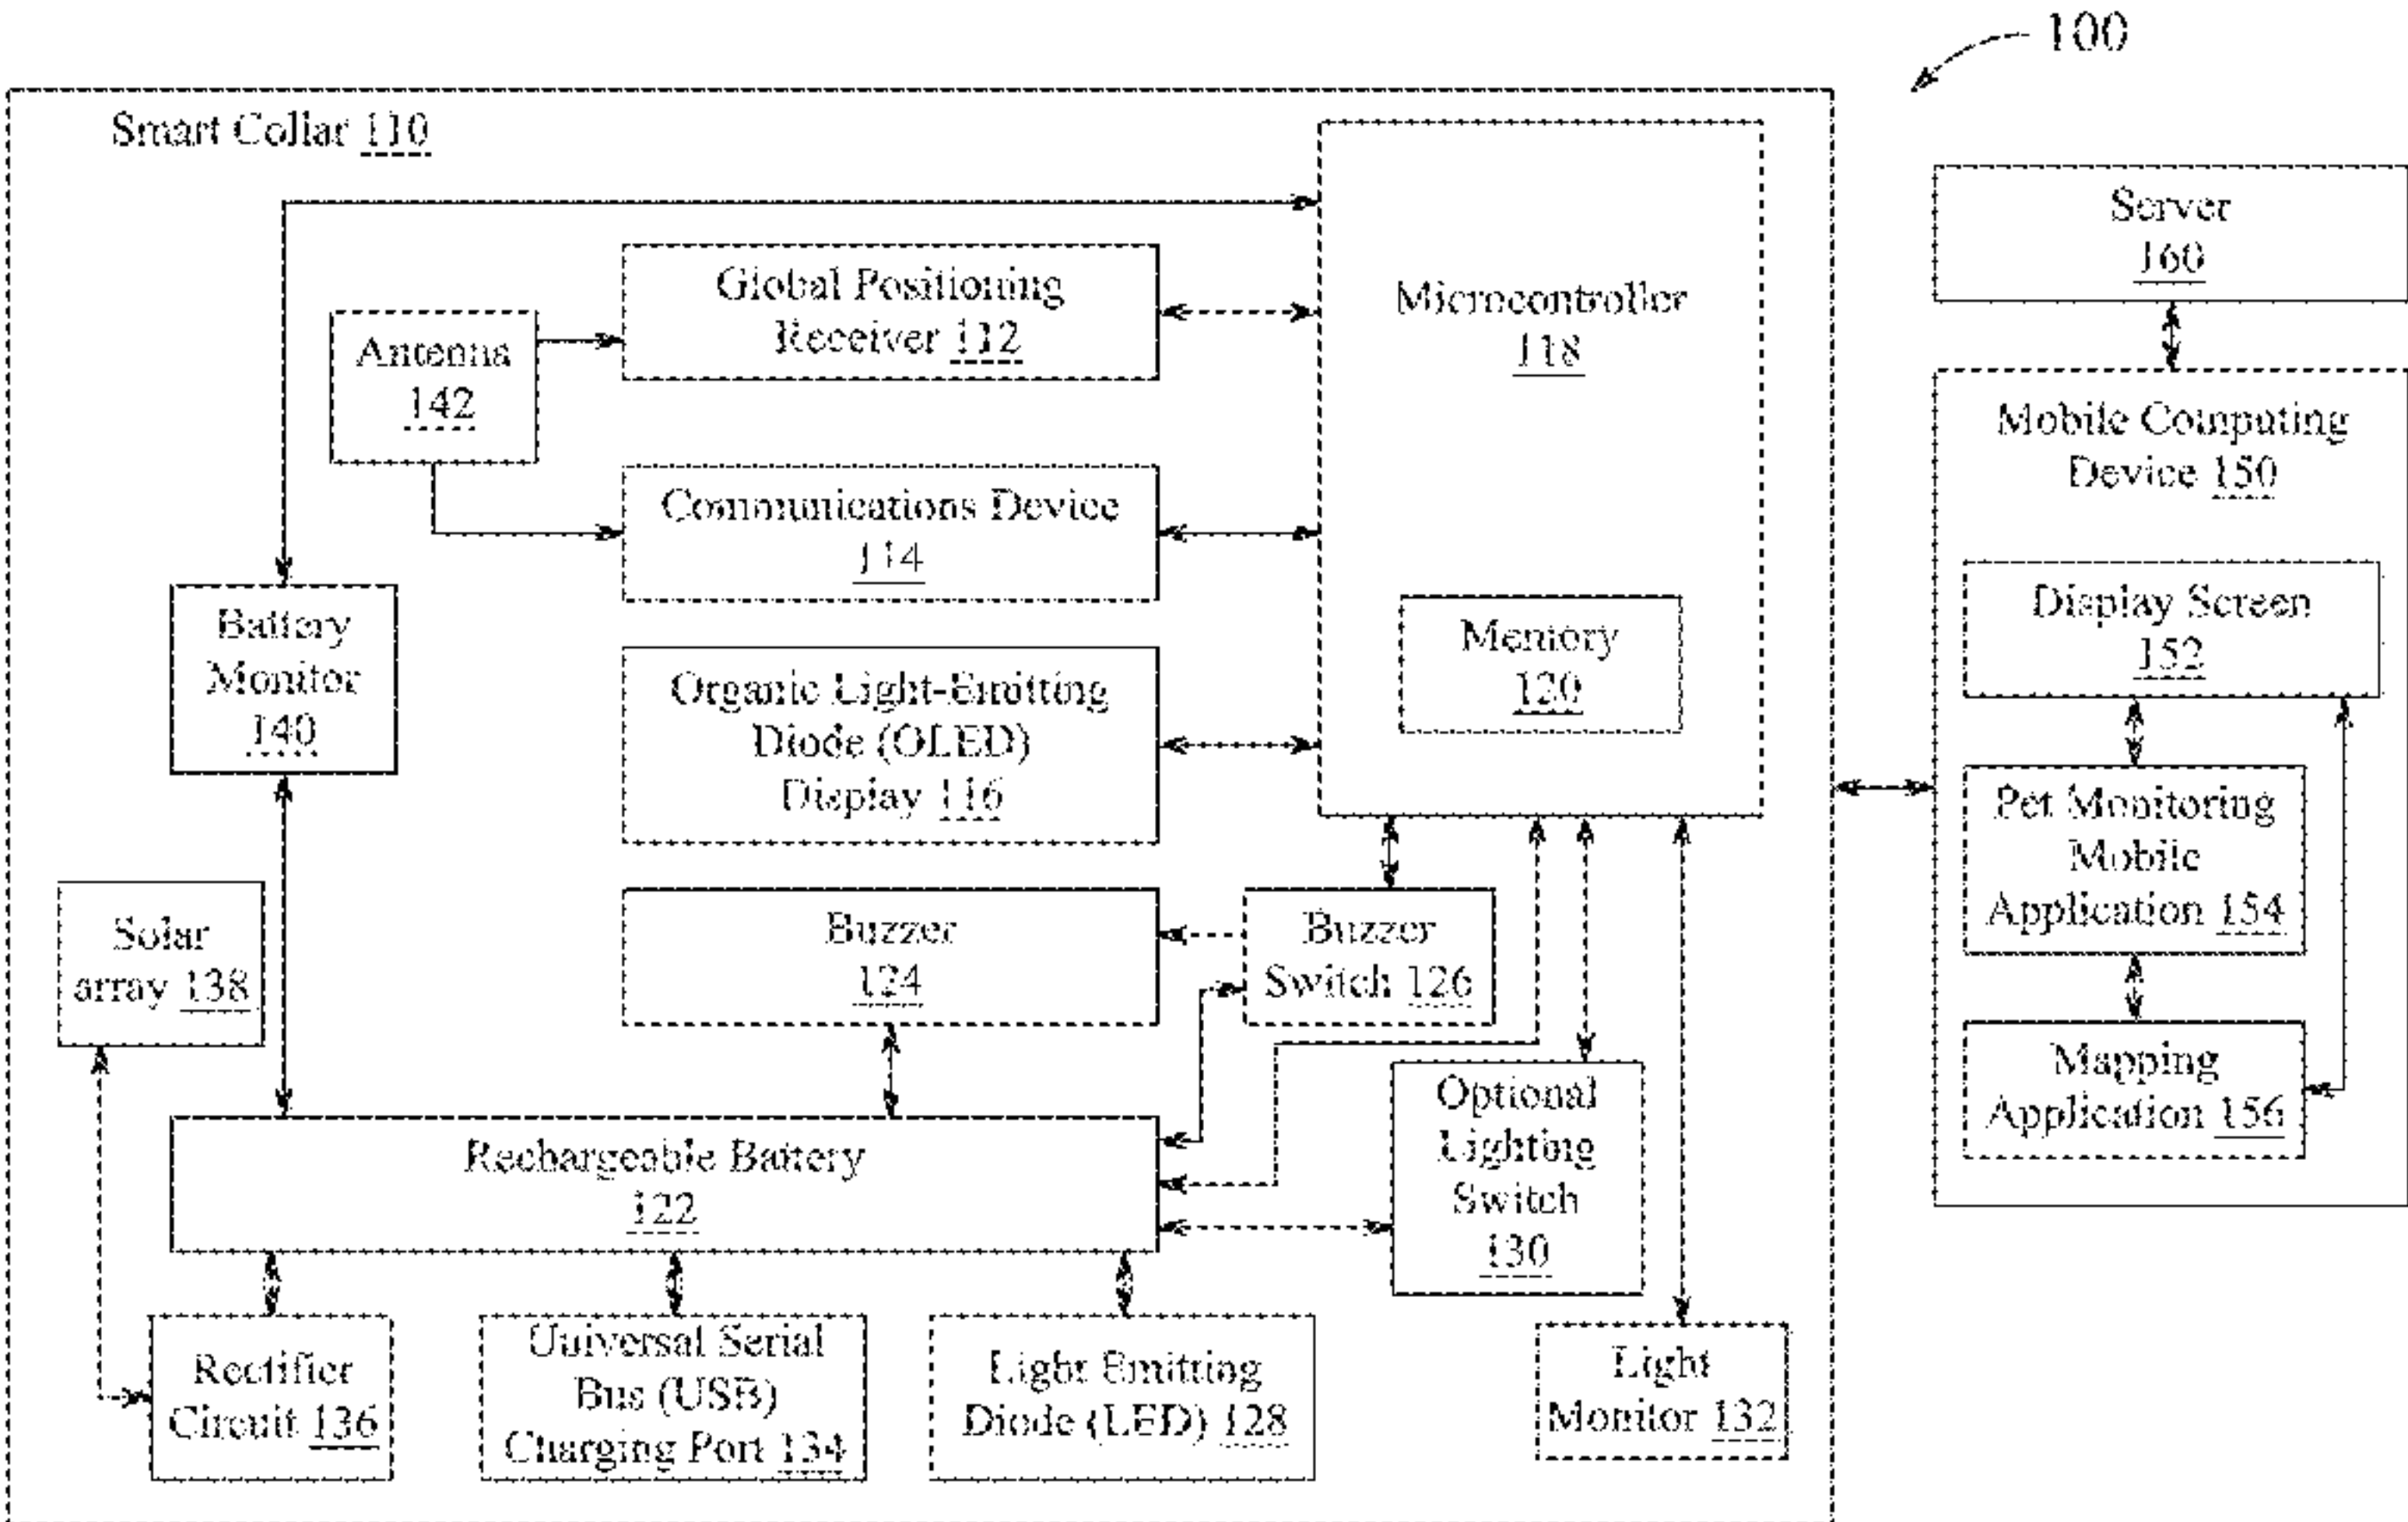 100
Smart Collar 110
Global Positioning
Receiver 112
Antenna
142
Communications Device
114
Battery
Monitor
140
Organic Light-Emitting
Diode (OLED)
Display 116
Microcontroller
118
Memory
120
Solar
array 138
Buzzer
124
Buzzer
Switch 126
Rechargeable Battery
122
Optional
Lighting
Switch
130
Rectifier
Circuit 136
Universal Serial
Bus (USB)
Charging Port 134
Light Emitting
Diode (LED) 128
Light
Monitor 132
Server
160
Mobile Computing
Device 150
Display Screen
152
Pet Monitoring
Mobile
Application 154
Mapping
Application 156